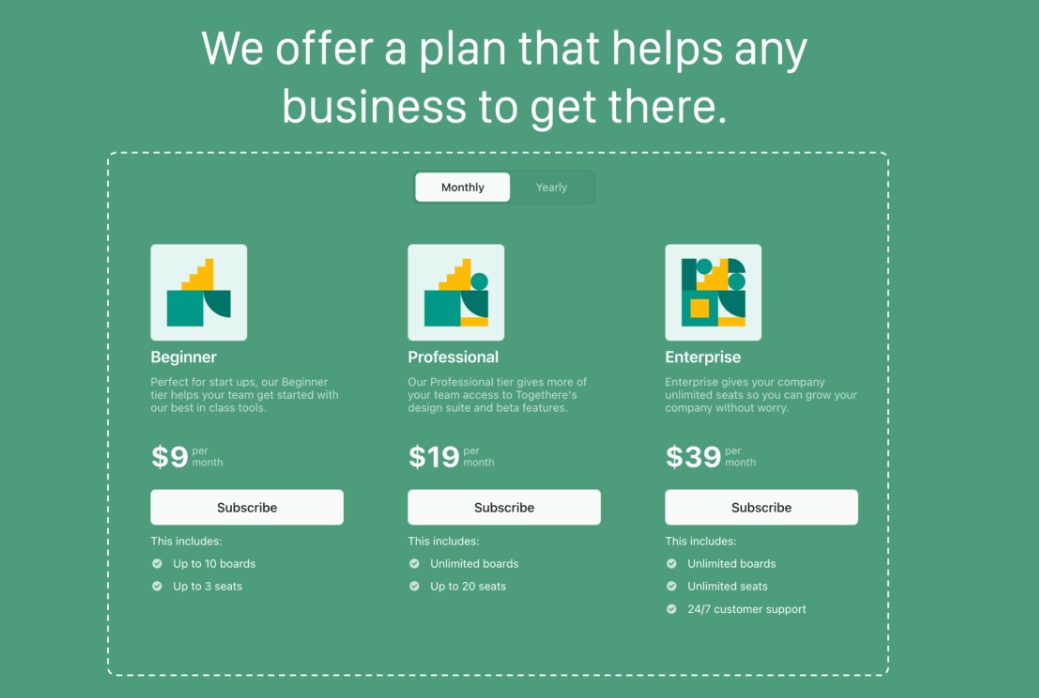 We offer a plan that helps any
business to get there.
Monthly
Yearly
Beginner
Perfect for start ups, our Beginner
tier helps your team get started with
our best in class tools.
$9 per
month
Subscribe
This includes:
Up to 10 boards
Up to 3 seats
Professional
Our Professional tier gives more of
your team access to Togethere's
design suite and beta features.
$19 per
month
Subscribe
This includes:
Unlimited boards
Up to 20 seats
Enterprise
Enterprise gives your company
unlimited seats so you can grow your
company without worry.
$39 per
month
Subscribe
This includes:
Unlimited boards
Unlimited seats
24/7 customer support